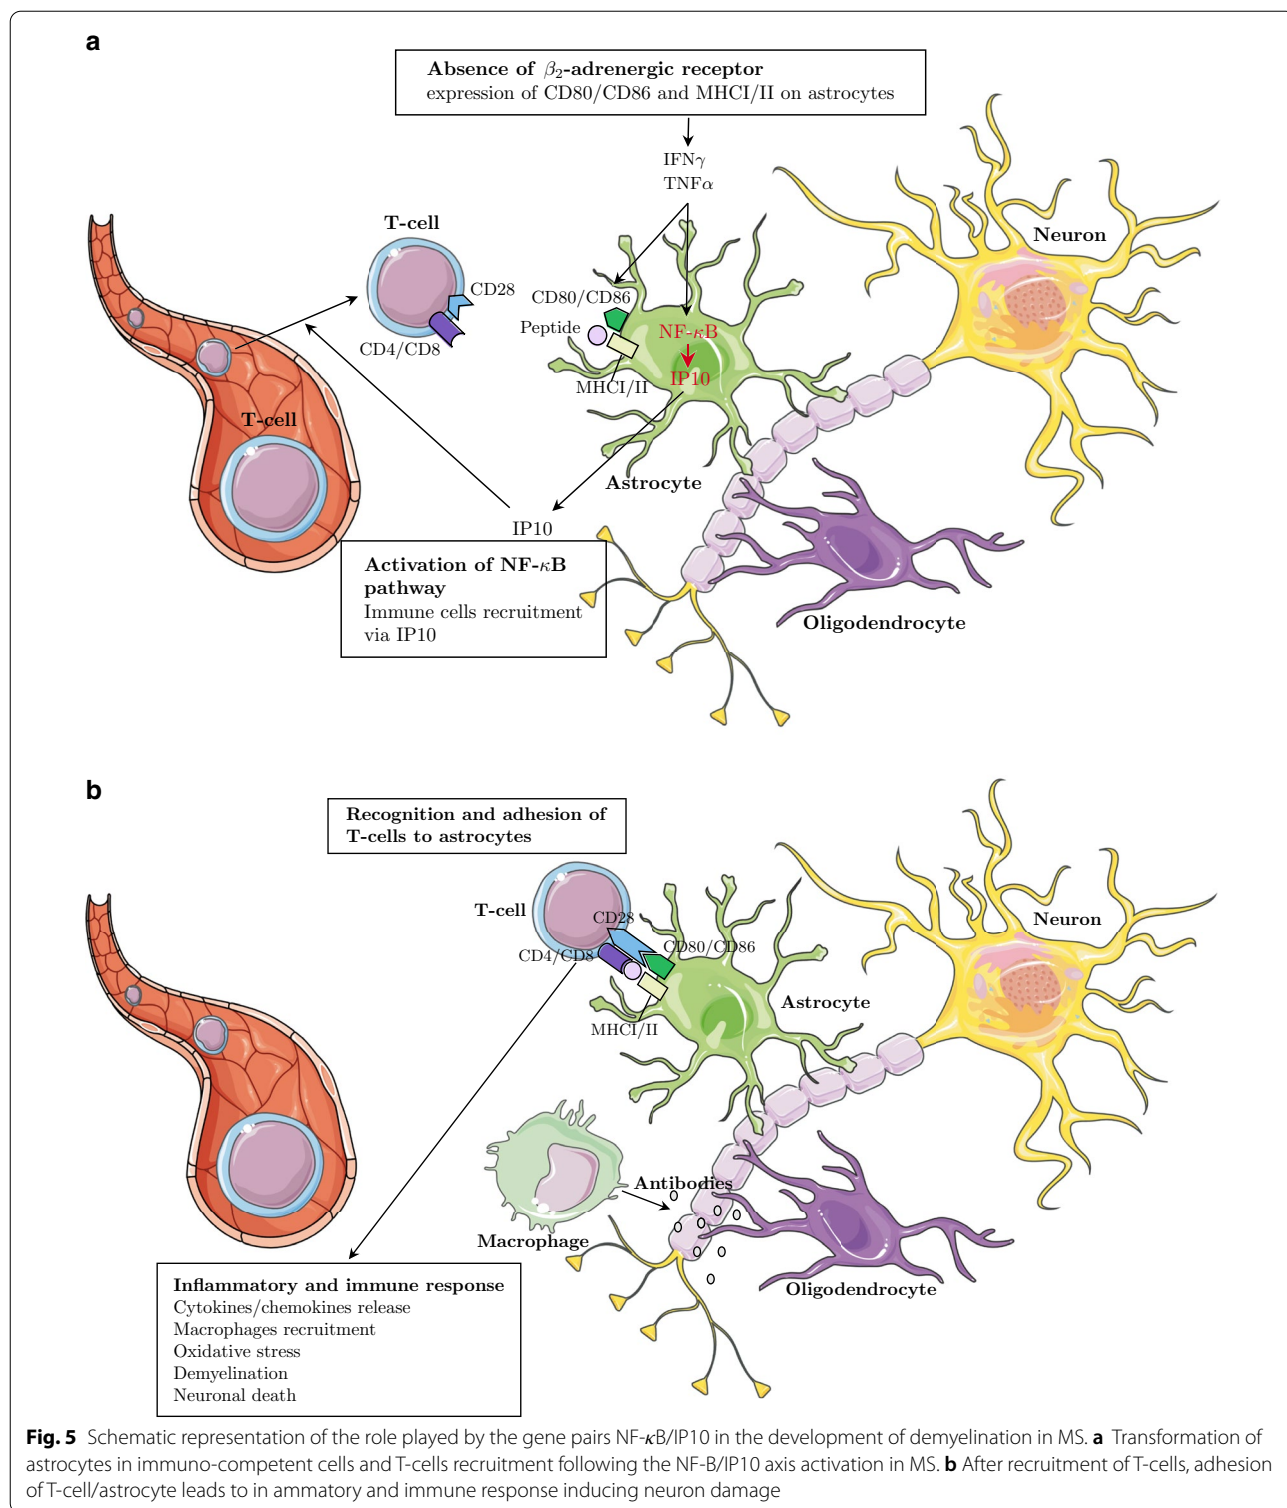 a
Absence of β2-adrenergic receptor
expression of CD80/CD86 and MHCI/II on astrocytes
IFNγ
TNFα
T-cell
Neuron
CD28
CD80/CD86
Peptide
NF-κB
CD4/CD8
IP10
MHCI/II
T-cell
Astrocyte
IP10
Activation of NF-κB
pathway
Immune cells recruitment
via IP10
Oligodendrocyte
b
Recognition and adhesion of
T-cells to astrocytes
T-cell
CD28
Neuron
CD4/CD8
CD80/CD86
Astrocyte
MHCI/II
Antibodies
Macrophage
Oligodendrocyte
Inflammatory and immune response
Cytokines/chemokines release
Macrophages recruitment
Oxidative stress
Demyelination
Neuronal death
Fig. 5 Schematic representation of the role played by the gene pairs NF-κB/IP10 in the development of demyelination in MS. a Transformation of
astrocytes in immuno-competent cells and T-cells recruitment following the NF-B/IP10 axis activation in MS. b After recruitment of T-cells, adhesion
of T-cell/astrocyte leads to in ammatory and immune response inducing neuron damage